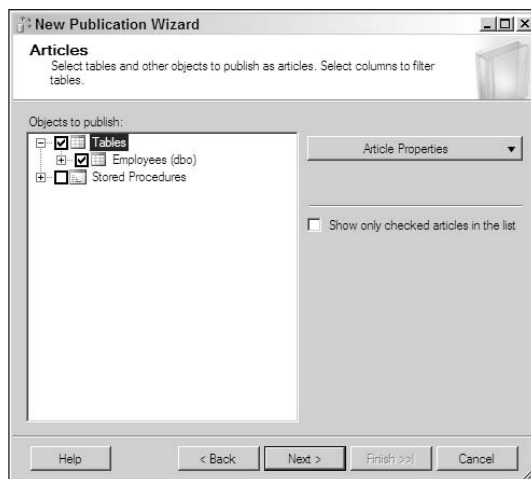 New Publication Wizard
Articles
Select tables and other objects to publish as articles. Select columns to filter
tables.
Objects to publish:
Tables
Employees (dbo)
Stored Procedures
Article Properties
Show only checked articles in the list
Help
< Back
Next >
Finish >>|
Cancel